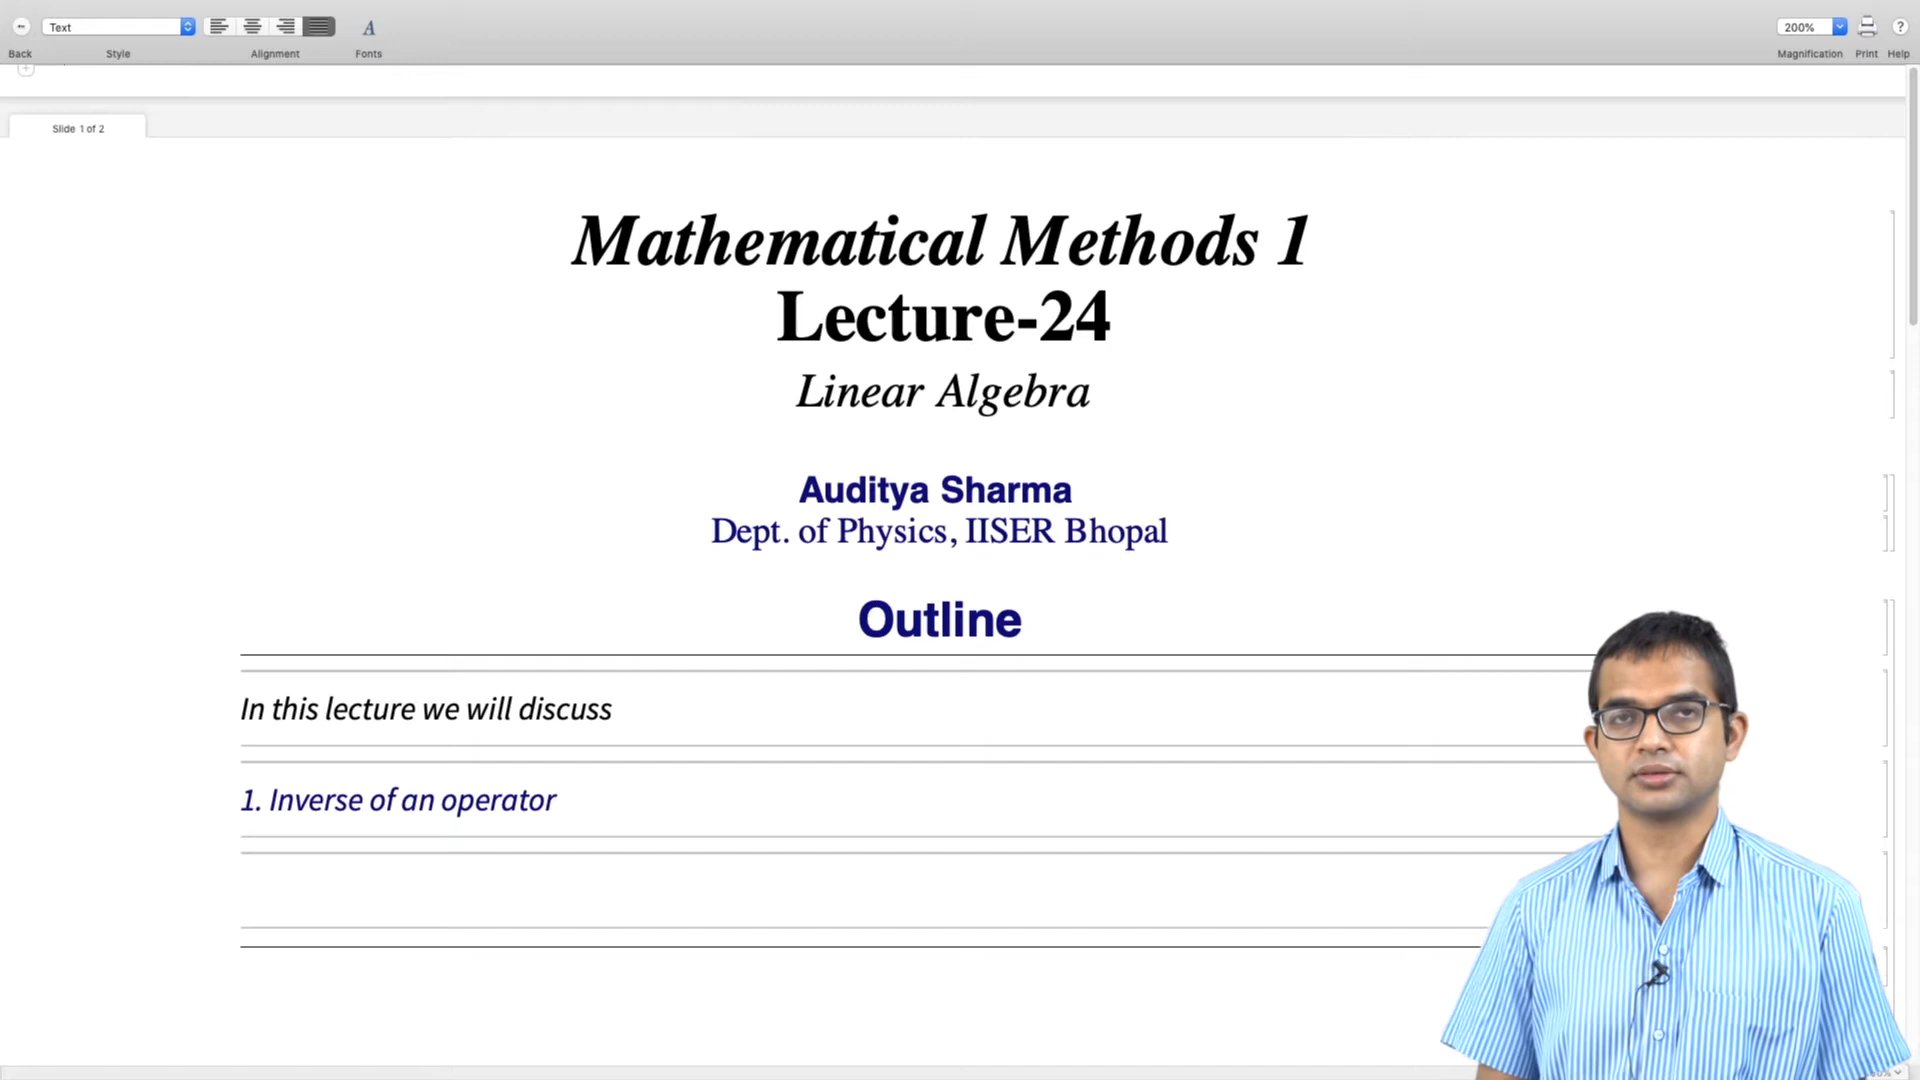 Text
200%
Back
Style
Alignment
Fonts
Magnification
Print
Help
Slide 1 of 2
Mathematical Methods 1
Lecture-24
Linear Algebra
Auditya Sharma
Dept. of Physics, IISER Bhopal
Outline
In this lecture we will discuss
1. Inverse of an operator